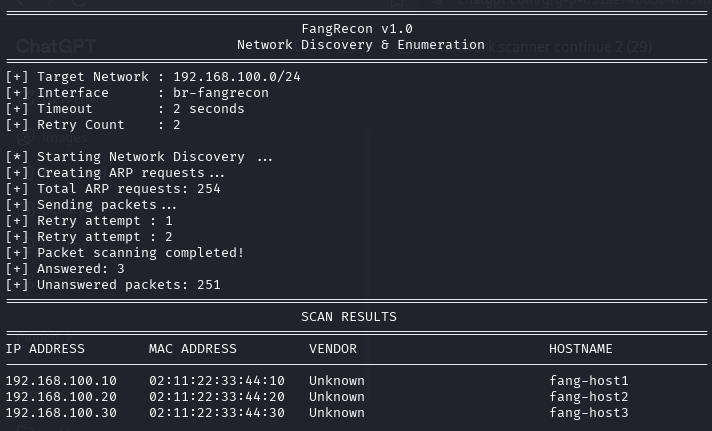 FangRecon v1.0
ChatGPT
Network Discovery & Enumeration
k scanner continue 2 (29)
[+] Target Network : 192.168.100.0/24
[+] Interface : br-fangrecon
[+] Timeout : 2 seconds
[+] Retry Count : 2
[*] Starting Network Discovery ...
[+] Creating ARP requests...
[+] Total ARP requests: 254
[+] Sending packets...
[+] Retry attempt : 1
[+] Retry attempt : 2
[+] Packet scanning completed!
[+] Answered: 3
[+] Unanswered packets: 251
SCAN RESULTS
IP ADDRESS MAC ADDRESS VENDOR HOSTNAME
192.168.100.10 02:11:22:33:44:10 Unknown fang-host1
192.168.100.20 02:11:22:33:44:20 Unknown fang-host2
192.168.100.30 02:11:22:33:44:30 Unknown fang-host3